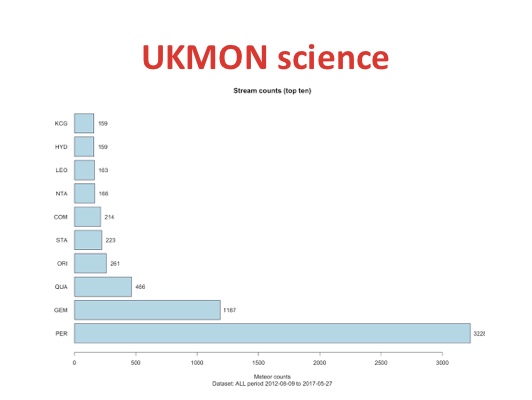 UKMON science
Stream counts (top ten)
KCG 159
HYD 159
LEO 163
NTA 168
COM 214
STA 223
ORI 261
QUA 466
GEM 1187
PER 3228
0 500 1000 1500 2000 2500 3000
Meteor counts
Dataset: ALL period 2012-08-09 to 2017-05-27